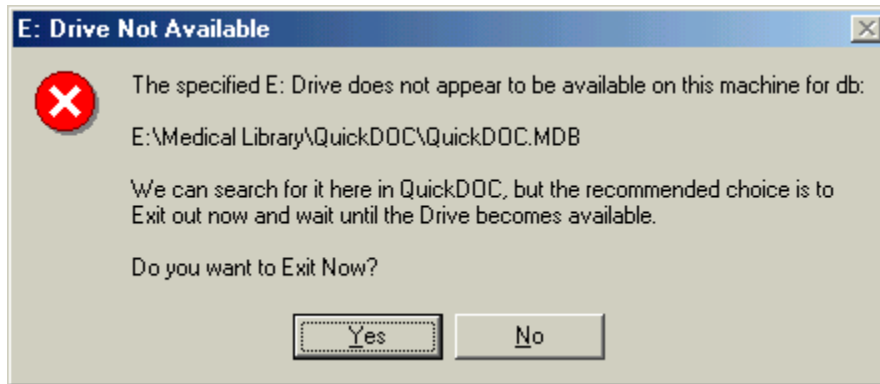 E: Drive Not Available
The specified E: Drive does not appear to be available on this machine for db:
E:\Medical Library\QuickDOC\QuickDOC.MDB
We can search for it here in QuickDOC, but the recommended choice is to
Exit out now and wait until the Drive becomes available.
Do you want to Exit Now?
Yes
No